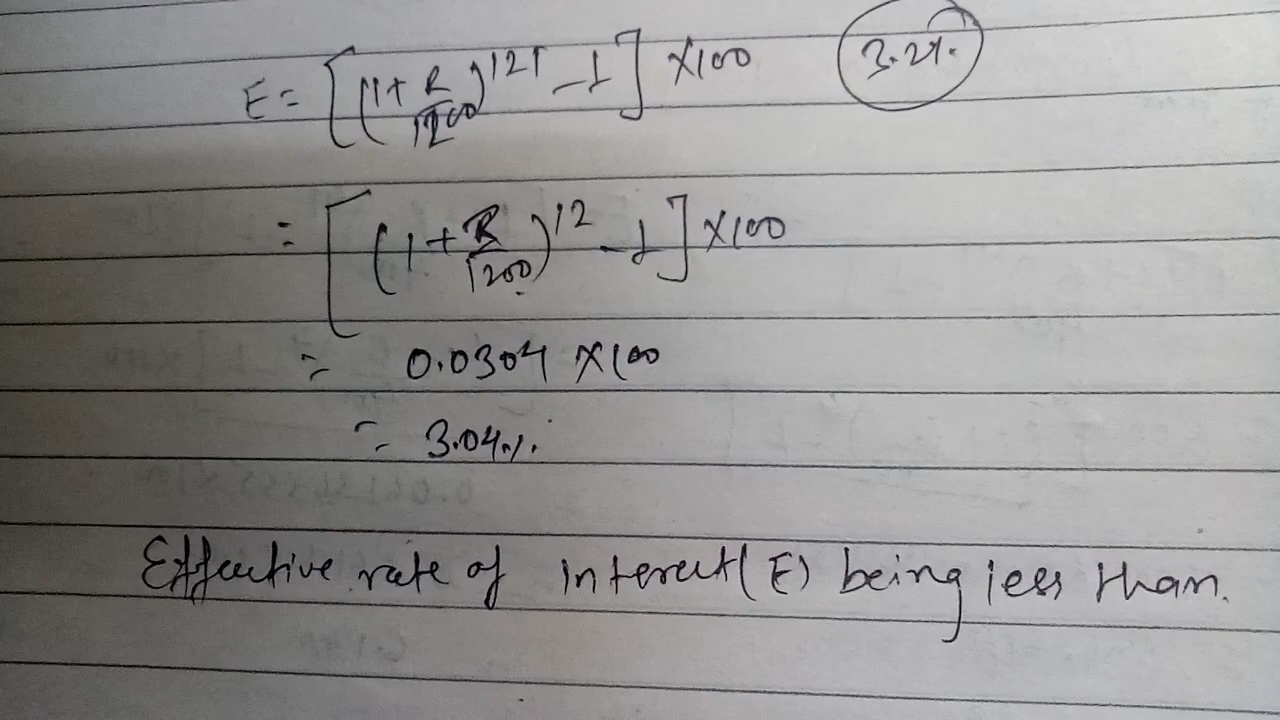 E = [(1 + R/1200)^12T - 1] × 100 3.2%.
= [(1 + R/1200)^12 - 1] × 100
= 0.0304 × 100
= 3.04%.
Effective rate of Interest (E) being less than.